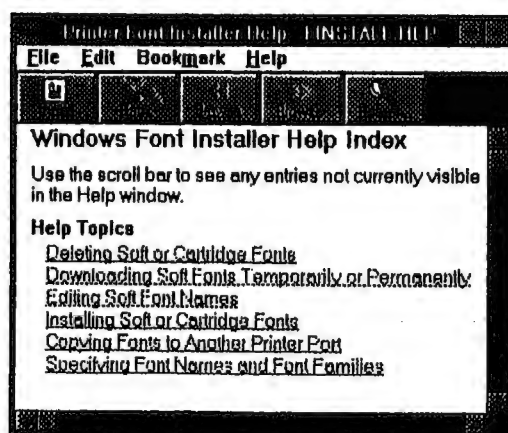 Printer Font Installer Help - FINSTALL.HLP
File Edit Bookmark Help
Windows Font Installer Help Index
Use the scroll bar to see any entries not currently visible
in the Help window.
Help Topics
Deleting Soft or Cartridge Fonts
Downloading Soft Fonts Temporarily or Permanently
Editing Soft Font Names
Installing Soft or Cartridge Fonts
Copying Fonts to Another Printer Port
Specifying Font Names and Font Families